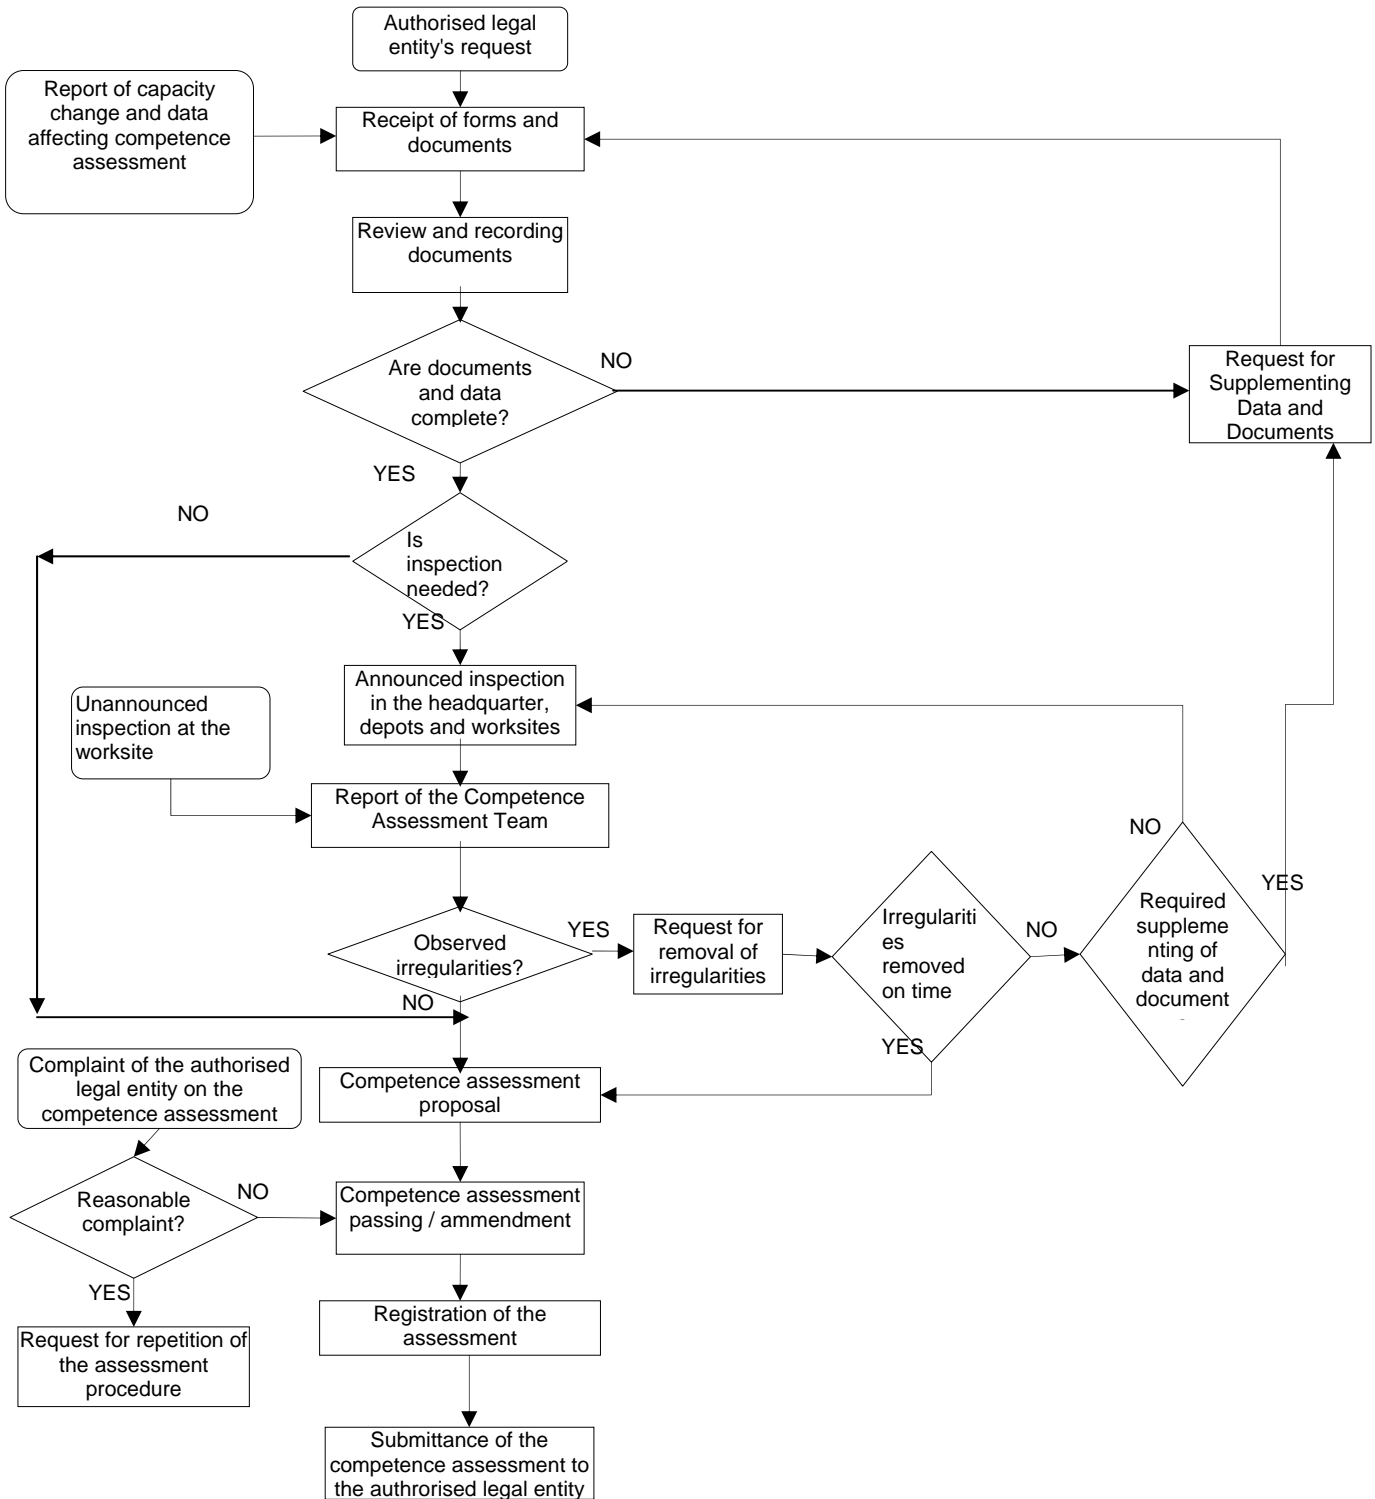 Authorised legal
entity's request
Report of capacity
change and data
affecting competence
assessment
Receipt of forms and
documents
Review and recording
documents
Are documents
and data
complete?
NO
Request for
Supplementing
Data and
Documents
YES
NO
Is
inspection
needed?
YES
Announced inspection
in the headquarter,
depots and worksites
Unannounced
inspection at the
worksite
Report of the Competence
Assessment Team
NO
YES
Observed
irregularities?
YES
Request for
removal of
irregularities
Irregulariti
es
removed
on time
NO
Required
suppleme
nting of
data and
document
NO
YES
Complaint of the authorised
legal entity on the
competence assessment
Competence assessment
proposal
Reasonable
complaint?
NO
Competence assessment
passing / ammendment
YES
Request for repetition of
the assessment
procedure
Registration of the
assessment
Submittance of the
competence assessment to
the authrorised legal entity